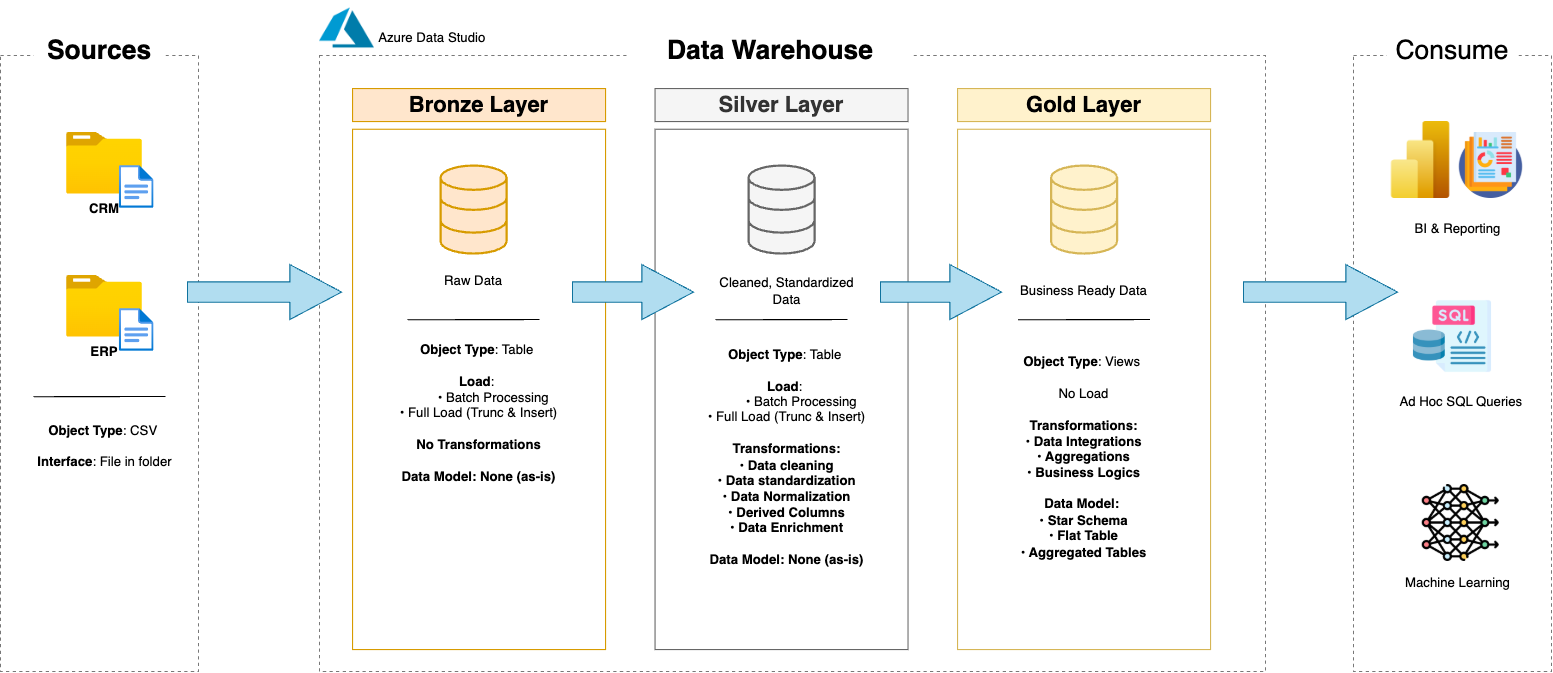 Sources
CRM
ERP
Object Type: CSV
Interface: File in folder
Azure Data Studio
Data Warehouse
Bronze Layer
Raw Data
Object Type: Table
Load:
· Batch Processing
· Full Load (Trunc & Insert)
No Transformations
Data Model: None (as-is)
Silver Layer
Cleaned, Standardized
Data
Object Type: Table
Load:
· Batch Processing
· Full Load (Trunc & Insert)
Transformations:
· Data cleaning
· Data standardization
· Data Normalization
· Derived Columns
· Data Enrichment
Data Model: None (as-is)
Gold Layer
Business Ready Data
Object Type: Views
No Load
Transformations:
· Data Integrations
· Aggregations
· Business Logics
Data Model:
· Star Schema
· Flat Table
· Aggregated Tables
Consume
BI & Reporting
SQL
</>
Ad Hoc SQL Queries
Machine Learning